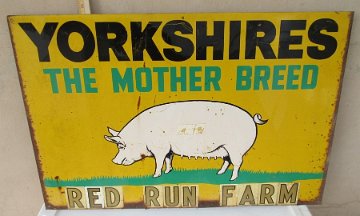 YORKSHIRES
THE MOTHER BREED
RED RUN FARM